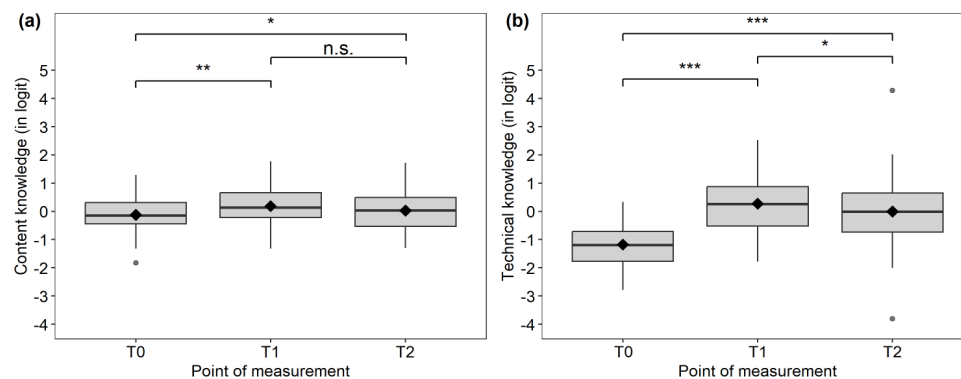 (a)
*
n.s.
**
Content knowledge (in logit)
5
4
3
2
1
0
-1
-2
-3
-4
T0 T1 T2
Point of measurement
(b)
***
*
***
Technical knowledge (in logit)
5
4
3
2
1
0
-1
-2
-3
-4
T0 T1 T2
Point of measurement